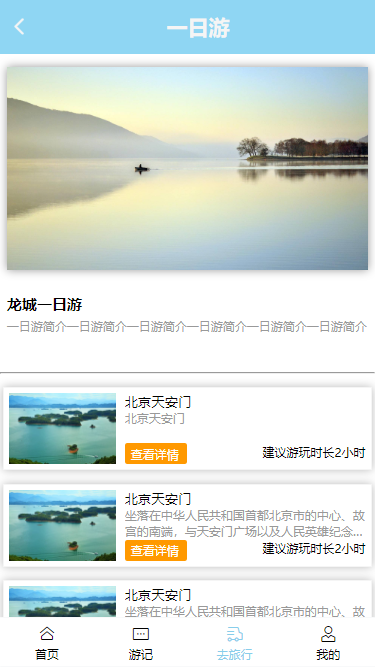 一日游
龙城一日游
一日游简介一日游简介一日游简介一日游简介一日游简介一日游简介
北京天安门
北京天安门
查看详情
建议游玩时长2小时
北京天安门
坐落在中华人民共和国首都北京市的中心、故
宫的南端，与天安门广场以及人民英雄纪念...
查看详情
建议游玩时长2小时
北京天安门
坐落在中华人民共和国首都北京市的中心、故
首页
游记
去旅行
我的